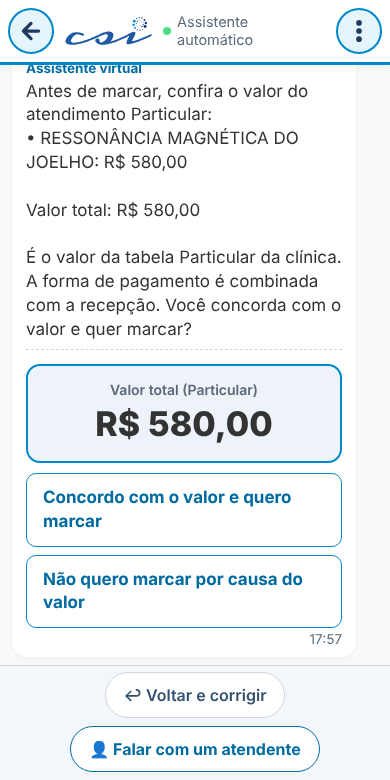 csi
Assistente
automático
Assistente virtual
Antes de marcar, confira o valor do
atendimento Particular:
• RESSONÂNCIA MAGNÉTICA DO
JOELHO: R$ 580,00
Valor total: R$ 580,00
É o valor da tabela Particular da clínica.
A forma de pagamento é combinada
com a recepção. Você concorda com o
valor e quer marcar?
Valor total (Particular)
R$ 580,00
Concordo com o valor e quero
marcar
Não quero marcar por causa do
valor
17:57
↩ Voltar e corrigir
👤 Falar com um atendente